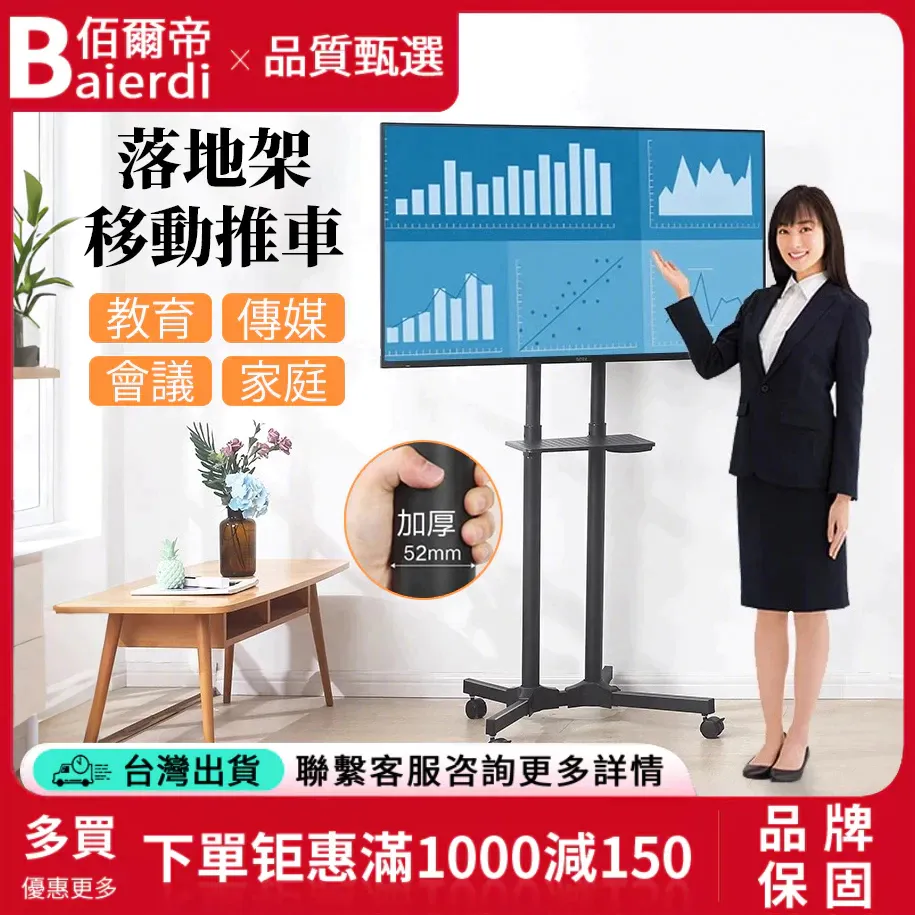 佰爾帝
Baierdi
×品質甄選
落地架
移動推車
教育 傳媒
會議 家庭
加厚
52mm
台灣出貨 聯繫客服咨詢更多詳情
多買
優惠更多
下單钜惠滿1000減150
品牌
保固